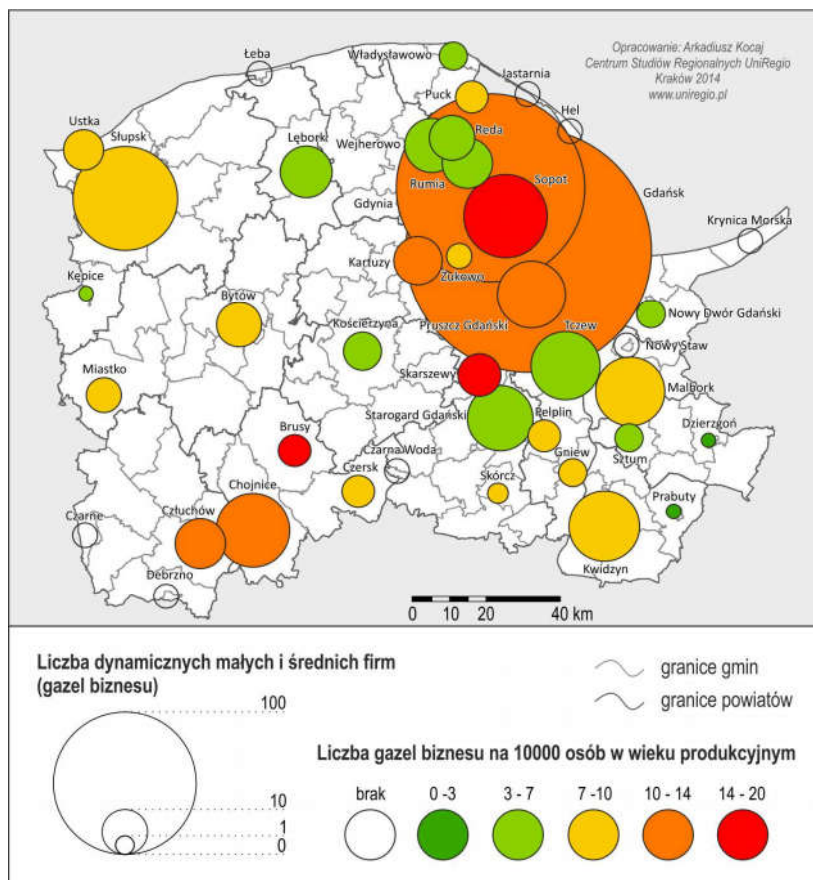 Opracowanie: Arkadiusz Kocaj
Centrum Studiów Regionalnych UniRegio
Kraków 2014
www.uniregio.pl
Łeba
Władysławowo
Jastarnia
Puck
Hel
Ustka
Słupsk
Lębork
Wejherowo
Reda
Rumia
Sopot
Gdańsk
Gdynia
Krynica Morska
Kartuzy
Żukowo
Kępice
Bytów
Nowy Dwór Gdański
Pruszcz Gdański
Kościerzyna
Tczew
Nowy Staw
Miastko
Skarszewy
Malbork
Starogard Gdański
Pelplin
Dzierzgoń
Brusy
Czarna Woda
Gniew
Sztum
Czersk
Skórcz
Prabuty
Chojnice
Człuchów
Czarne
Kwidzyn
Debrzno
0 5 10 20 40 km
Liczba dynamicznych małych i średnich firm
(gazel biznesu)
100
10
1
0
granice gmin
granice powiatów
Liczba gazel biznesu na 10000 osób w wieku produkcyjnym
brak 0 -3 3 - 7 7 -10 10 - 14 14 - 20